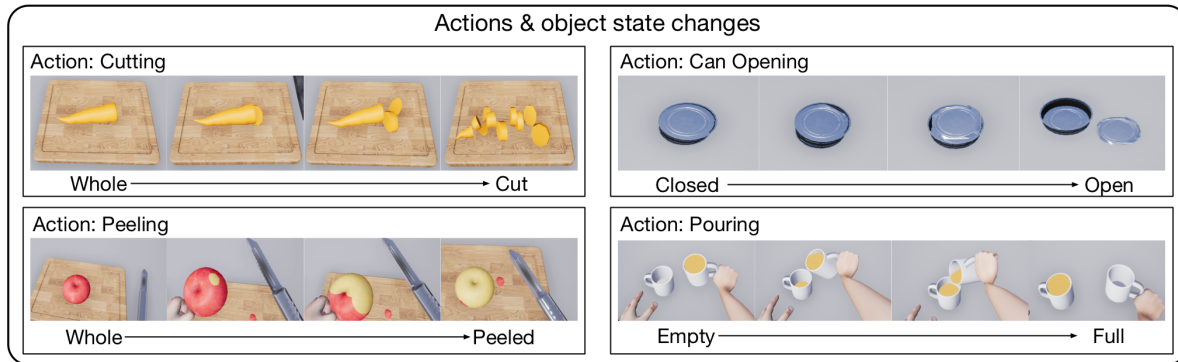 Actions & object state changes
Action: Cutting
Whole
Cut
Action: Can Opening
Closed
Open
Action: Peeling
Whole
Peeled
Action: Pouring
Empty
Full